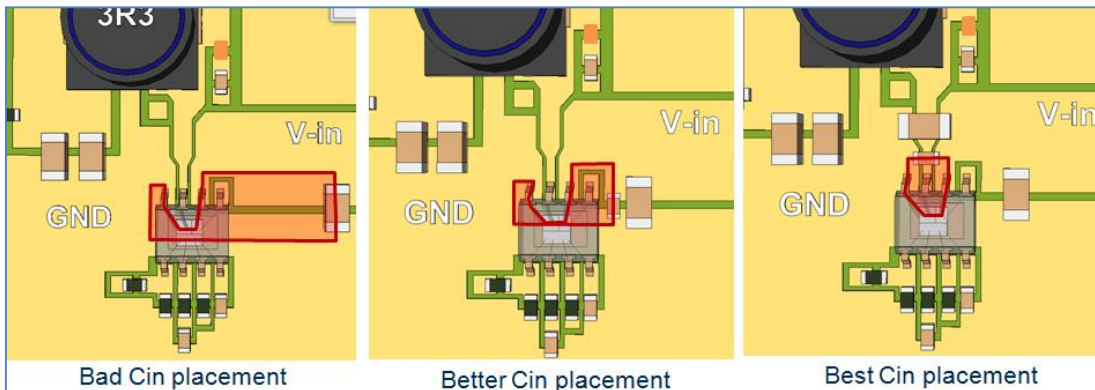 3R3
V-in
GND
Bad Cin placement
V-in
GND
Better Cin placement
V-in
GND
Best Cin placement